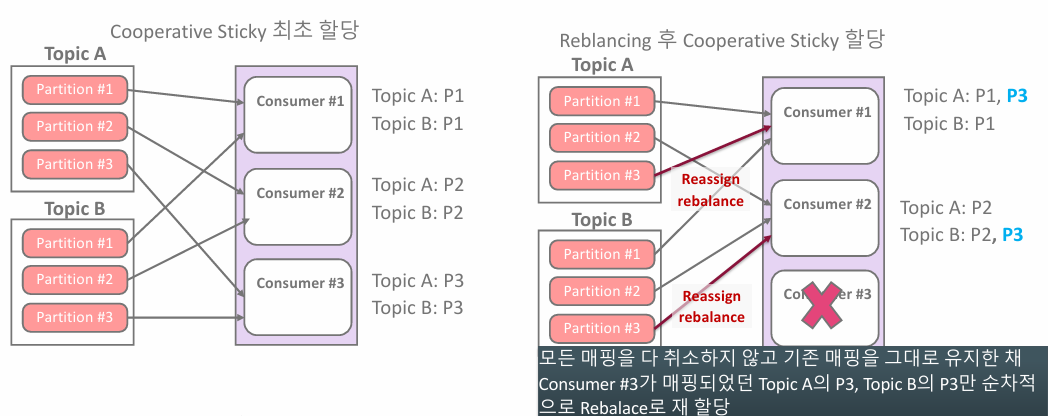 Cooperative Sticky 최초 할당
Topic A
Partition #1
Partition #2
Partition #3
Topic B
Partition #1
Partition #2
Partition #3
Consumer #1
Consumer #2
Consumer #3
Topic A: P1
Topic B: P1
Topic A: P2
Topic B: P2
Topic A: P3
Topic B: P3
Reblancing 후 Cooperative Sticky 할당
Topic A
Partition #1
Partition #2
Partition #3
Topic B
Partition #1
Partition #2
Partition #3
Reassign
rebalance
Reassign
rebalance
Consumer #1
Consumer #2
Consumer #3
Topic A: P1, P3
Topic B: P1
Topic A: P2
Topic B: P2, P3
모든 매핑을 다 취소하지 않고 기존 매핑을 그대로 유지한 채
Consumer #3가 매핑되었던 Topic A의 P3, Topic B의 P3만 순차적
으로 Rebalace로 재 할당